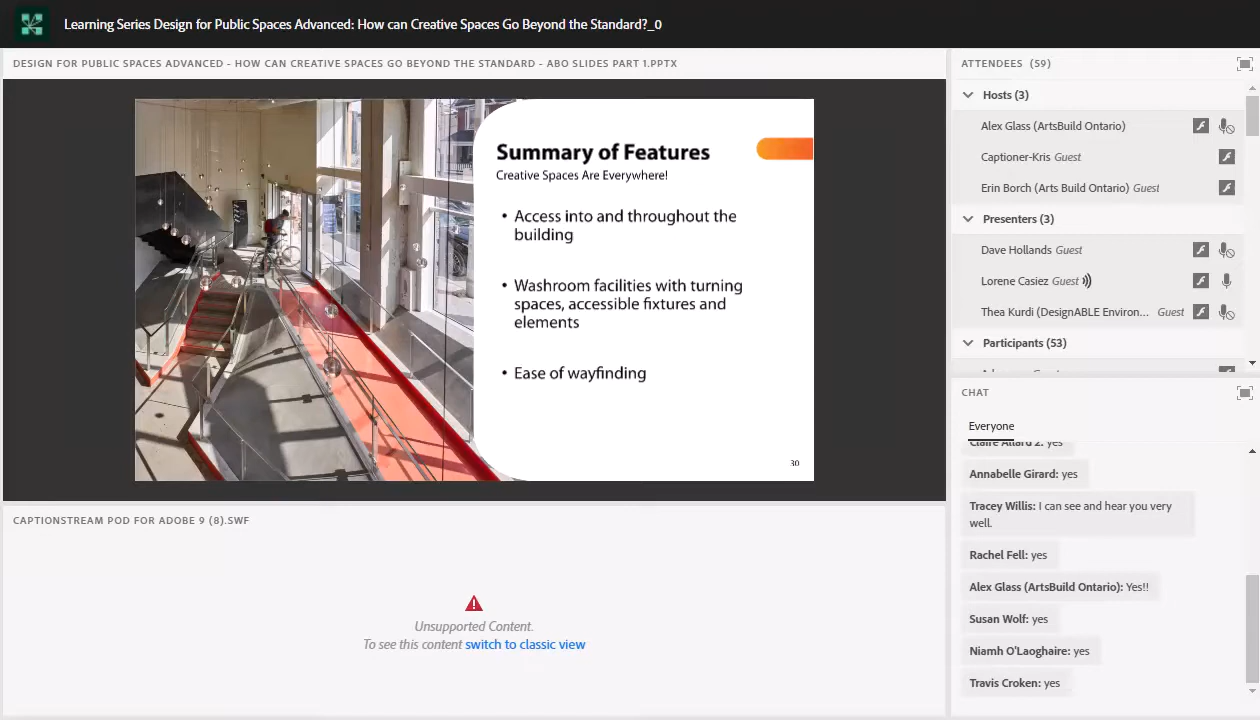 Learning Series Design for Public Spaces Advanced: How can Creative Spaces Go Beyond the Standard?_0
DESIGN FOR PUBLIC SPACES ADVANCED - HOW CAN CREATIVE SPACES GO BEYOND THE STANDARD - ABO SLIDES PART 1.PPTX
Summary of Features
Creative Spaces Are Everywhere!
• Access into and throughout the
building
• Washroom facilities with turning
spaces, accessible fixtures and
elements
• Ease of wayfinding
30
CAPTIONSTREAM POD FOR ADOBE 9 (8).SWF
Unsupported Content.
To see this content switch to classic view
ATTENDEES (59)
Hosts (3)
Alex Glass (ArtsBuild Ontario)
Captioner-Kris Guest
Erin Borch (Arts Build Ontario) Guest
Presenters (3)
Dave Hollands Guest
Lorene Casiez Guest
Thea Kurdi (DesignABLE Environ... Guest
Participants (53)
CHAT
Everyone
Claire Allard 2: yes
Annabelle Girard: yes
Tracey Willis: I can see and hear you very
well.
Rachel Fell: yes
Alex Glass (ArtsBuild Ontario): Yes!!
Susan Wolf: yes
Niamh O'Laoghaire: yes
Travis Croken: yes